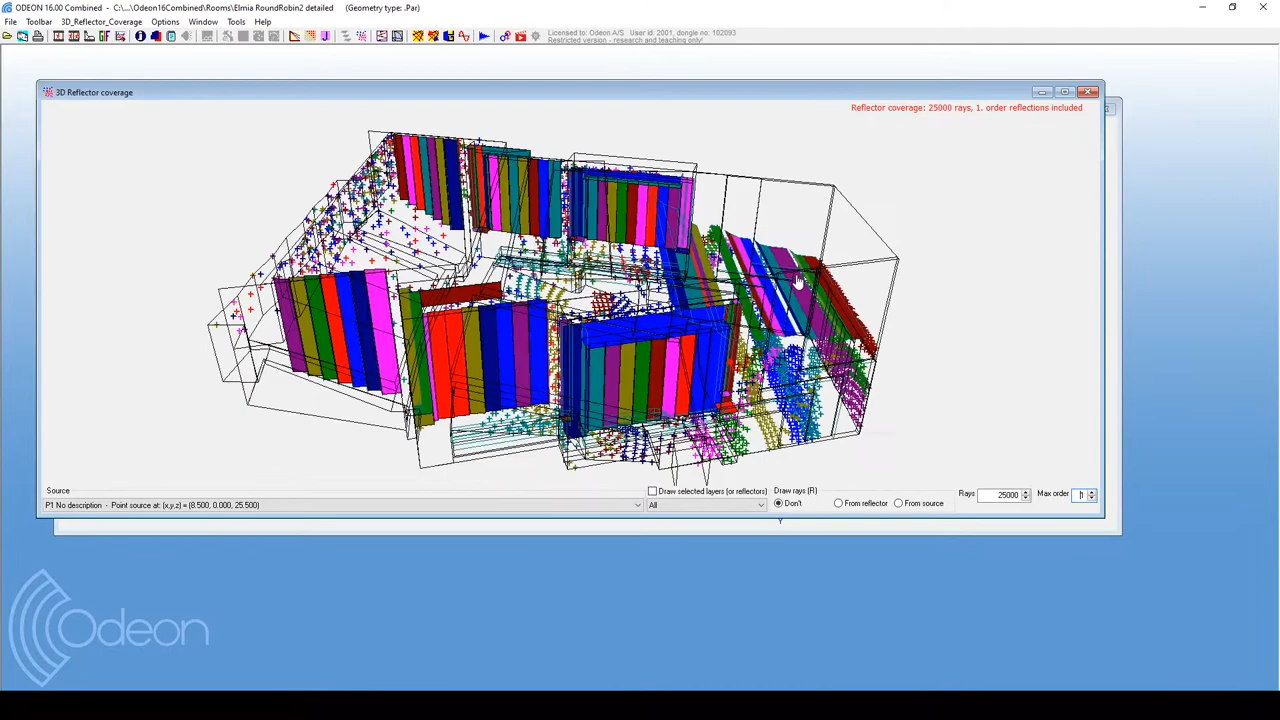 ODEON 16.00 Combined - C:\...\Odeon16Combined\Rooms\Elmia RoundRobin2 detailed (Geometry type: .Par)
File Toolbar 3D_Reflector_Coverage Options Window Tools Help
Licensed to: Odeon A/S User id: 2001, dongle no: 102093
Restricted version - research and teaching only!
3D Reflector coverage
Reflector coverage: 25000 rays, 1. order reflections included
Source
Draw selected layers (or reflectors)
Draw rays (R)
Rays 25000
Max order 1
P1 No description - Point source at: (x,y,z) = (8.500, 0.000, 25.500)
All
Don't
From reflector
From source
Y
Odeon